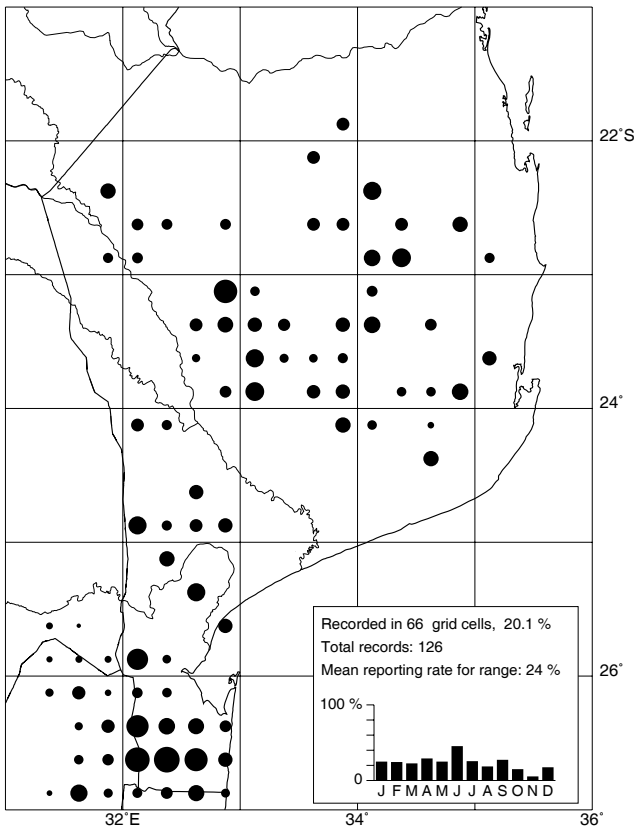 22˚S
24˚
Recorded in 66 grid cells, 20.1 %
Total records: 126
Mean reporting rate for range: 24 %
26˚
100 %
0
J F M A M J J A S O N D
32˚E
34˚
36˚